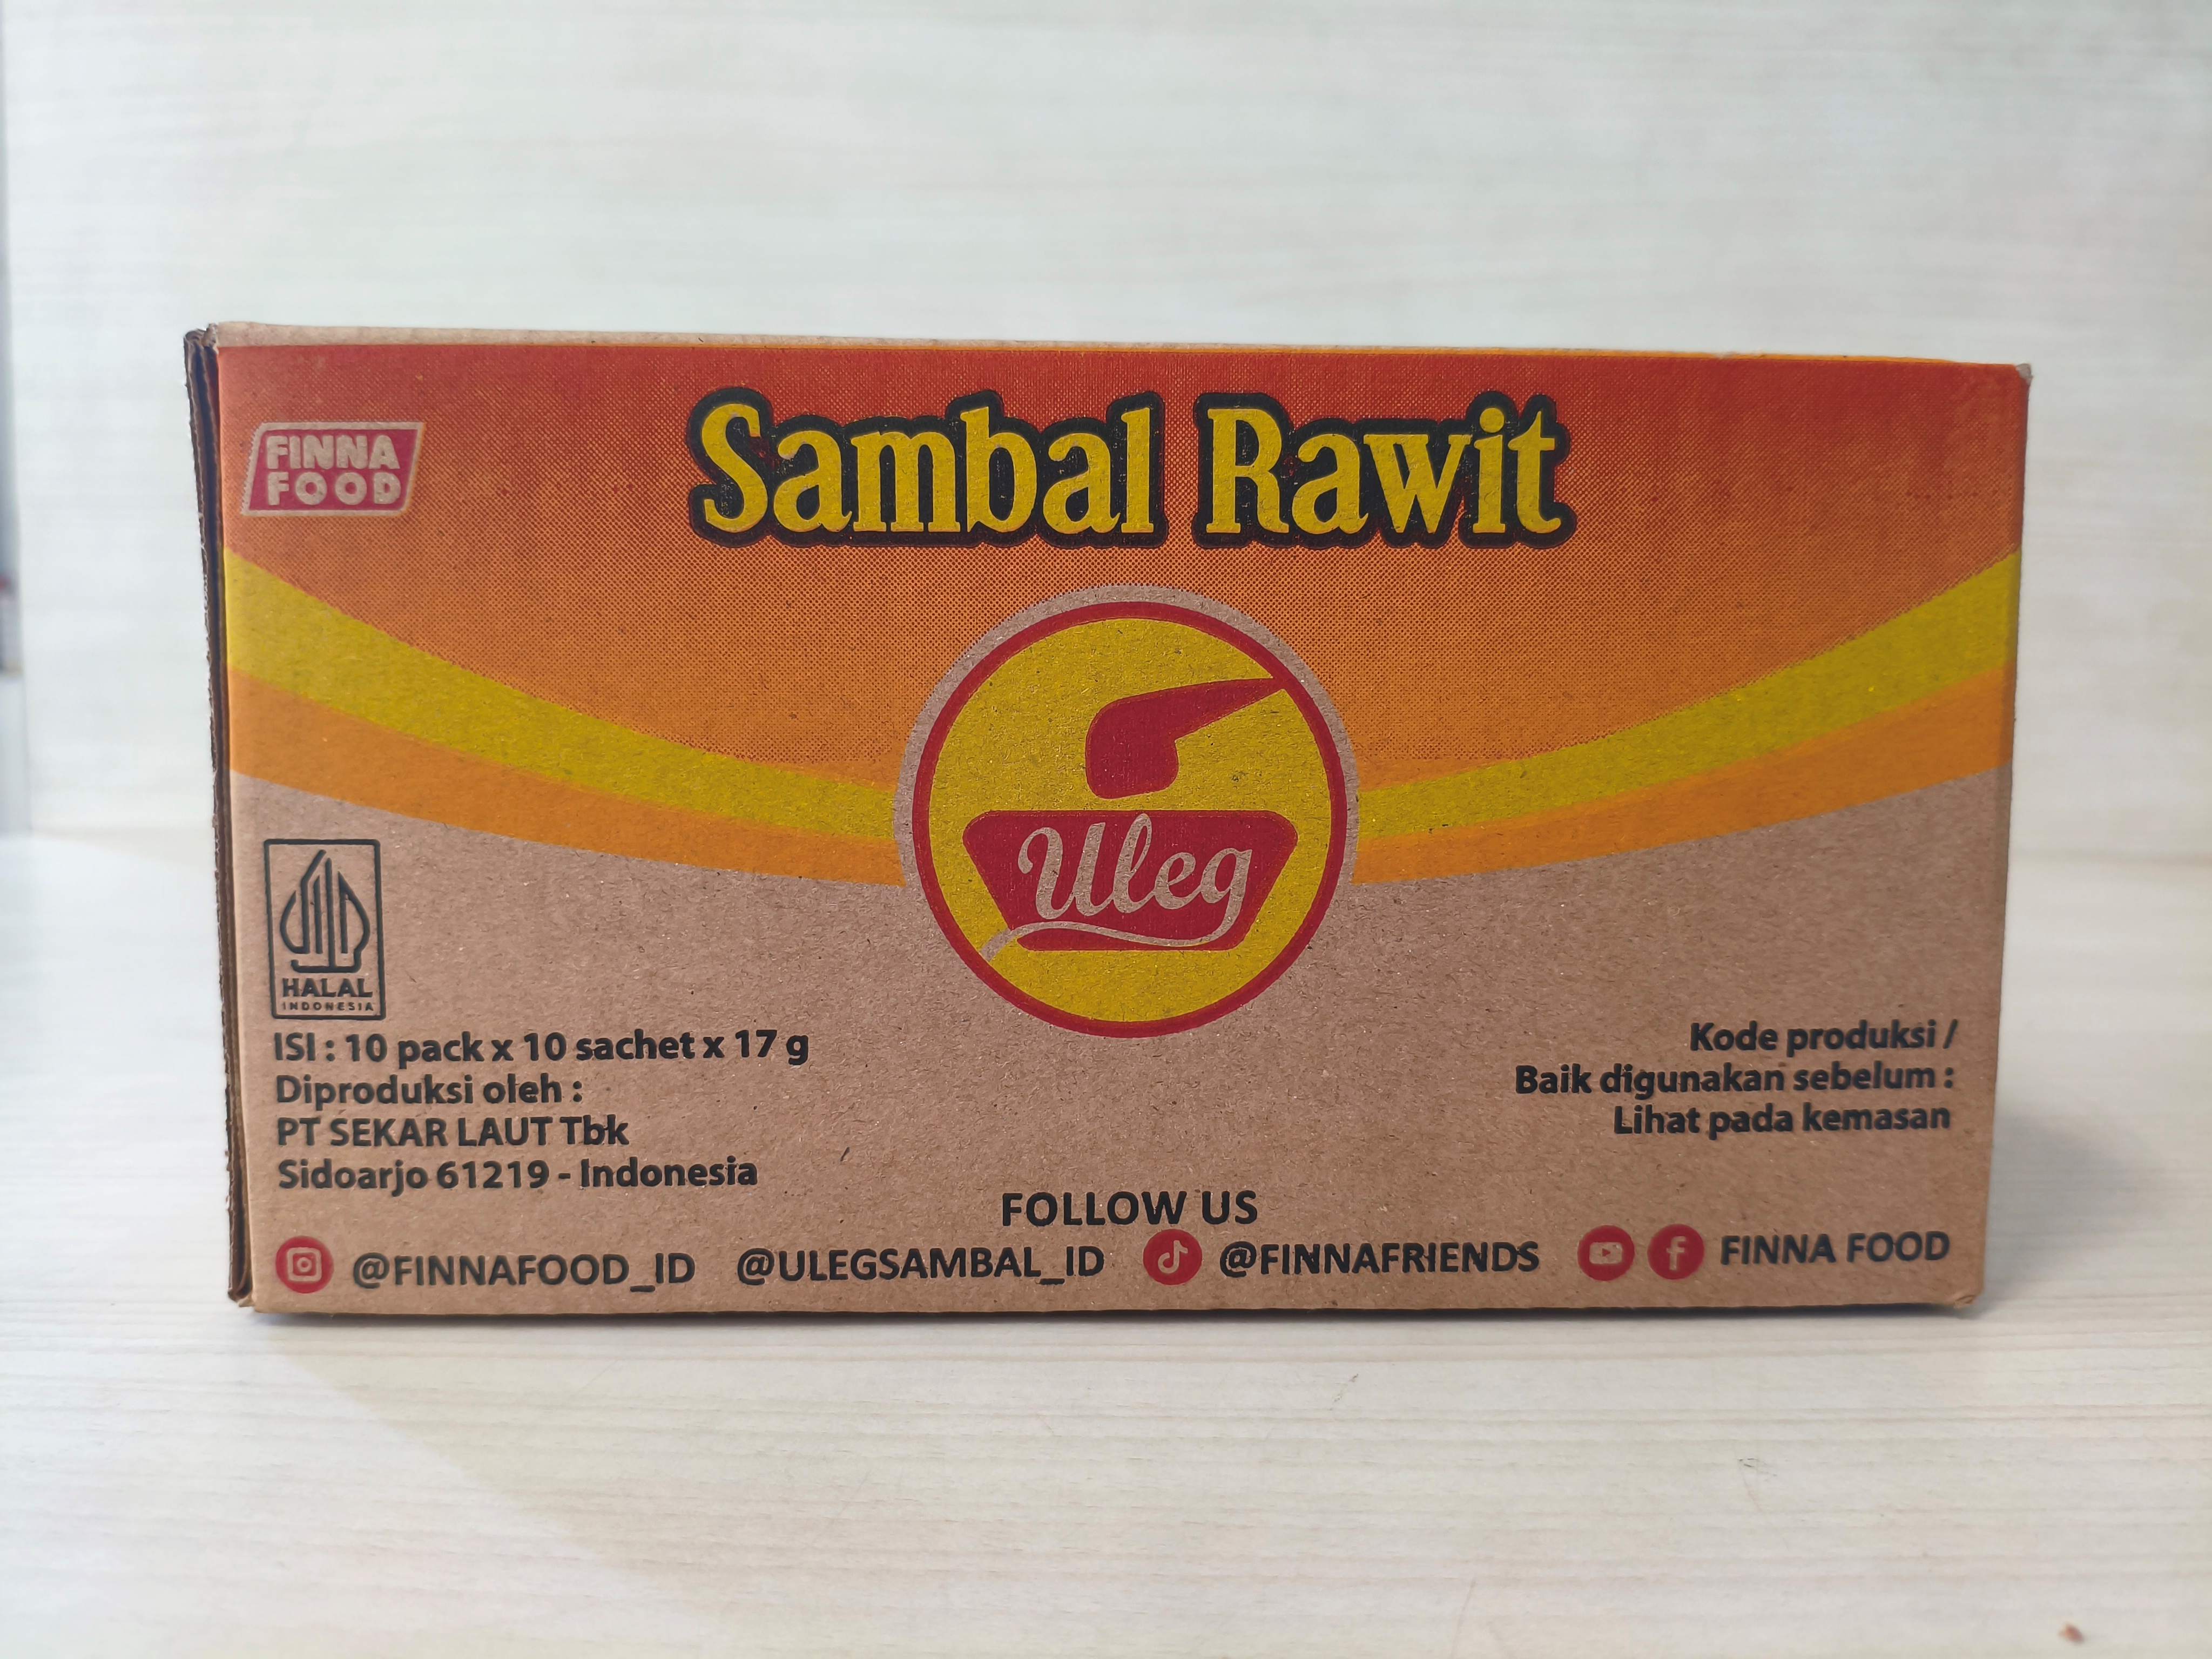 Sambal Rawit
FINNA
FOOD
Uleg
HALAL
INDONESIA
ISI : 10 pack x 10 sachet x 17 g
Diproduksi oleh :
PT SEKAR LAUT Tbk
Sidoarjo 61219 - Indonesia
Kode produksi /
Baik digunakan sebelum :
Lihat pada kemasan
FOLLOW US
@FINNAFOOD_ID @ULEGSAMBAL_ID @FINNAFRIENDS FINNA FOOD